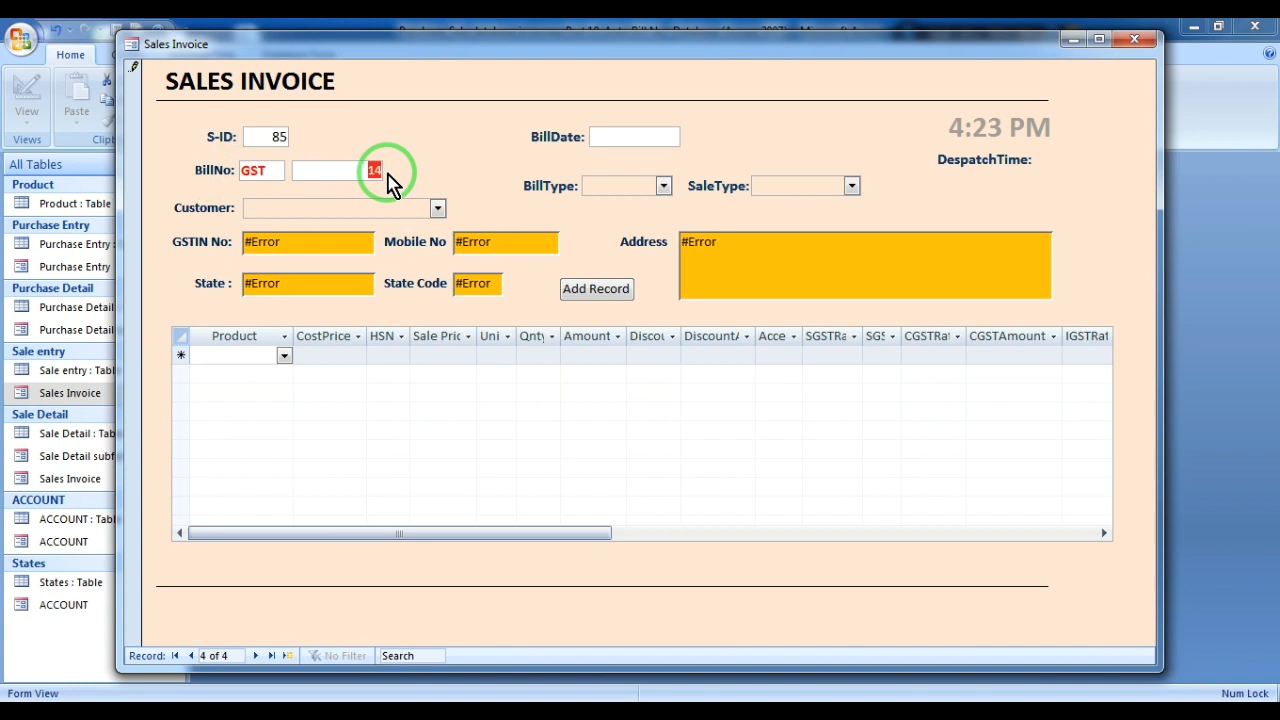 Sales Invoice
Home
View
Paste
Views
Clipb
All Tables
Product
Product : Table
Purchase Entry
Purchase Entry :
Purchase Entry
Purchase Detail
Purchase Detail
Purchase Detail
Sale entry
Sale entry : Tabl
Sales Invoice
Sale Detail
Sale Detail : Tab
Sale Detail subf
Sales Invoice
ACCOUNT
ACCOUNT : Tabl
ACCOUNT
States
States : Table
ACCOUNT
SALES INVOICE
4:23 PM
S-ID: 85
BillDate:
DespatchTime:
BillNo: GST 14
BillType:
SaleType:
Customer:
GSTIN No: #Error
Mobile No #Error
Address #Error
State : #Error
State Code #Error
Add Record
Product CostPrice HSN Sale Pric Uni Qnty Amount Discou DiscountA Acce SGSTRa SGS CGSTRat CGSTAmount IGSTRat
Record: 4 of 4 No Filter Search
Form View
Num Lock